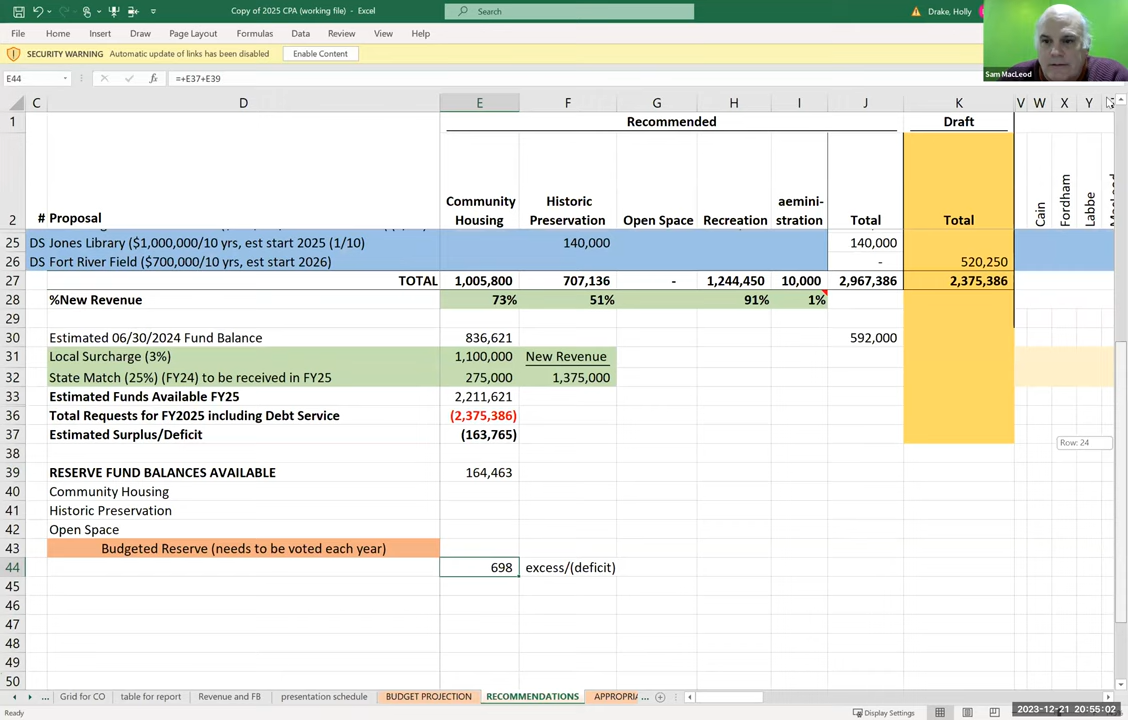 Copy of 2025 CPA (working file) - Excel
Search
Drake, Holly
File Home Insert Draw Page Layout Formulas Data Review View Help
SECURITY WARNING Automatic update of links has been disabled Enable Content
Sam MacLeod
E44 fx =+E37+E39
C D E F G H I J K V W X Y
1 Recommended Draft
2 # Proposal Community Housing Historic Preservation Open Space Recreation aemini-stration Total Total Cain Fordham Labbe
25 DS Jones Library ($1,000,000/10 yrs, est start 2025 (1/10) 140,000 140,000
26 DS Fort River Field ($700,000/10 yrs, est start 2026) - 520,250
27 TOTAL 1,005,800 707,136 - 1,244,450 10,000 2,967,386 2,375,386
28 %New Revenue 73% 51% 91% 1%
29
30 Estimated 06/30/2024 Fund Balance 836,621 592,000
31 Local Surcharge (3%) 1,100,000 New Revenue
32 State Match (25%) (FY24) to be received in FY25 275,000 1,375,000
33 Estimated Funds Available FY25 2,211,621
36 Total Requests for FY2025 including Debt Service (2,375,386)
37 Estimated Surplus/Deficit (163,765)
Row: 24
38
39 RESERVE FUND BALANCES AVAILABLE 164,463
40 Community Housing
41 Historic Preservation
42 Open Space
43 Budgeted Reserve (needs to be voted each year)
44 698 excess/(deficit)
45
46
47
48
49
50
... Grid for CO table for report Revenue and FB presentation schedule BUDGET PROJECTION RECOMMENDATIONS APPROPRIA ...
Ready Display Settings
2023-12-21 20:55:02